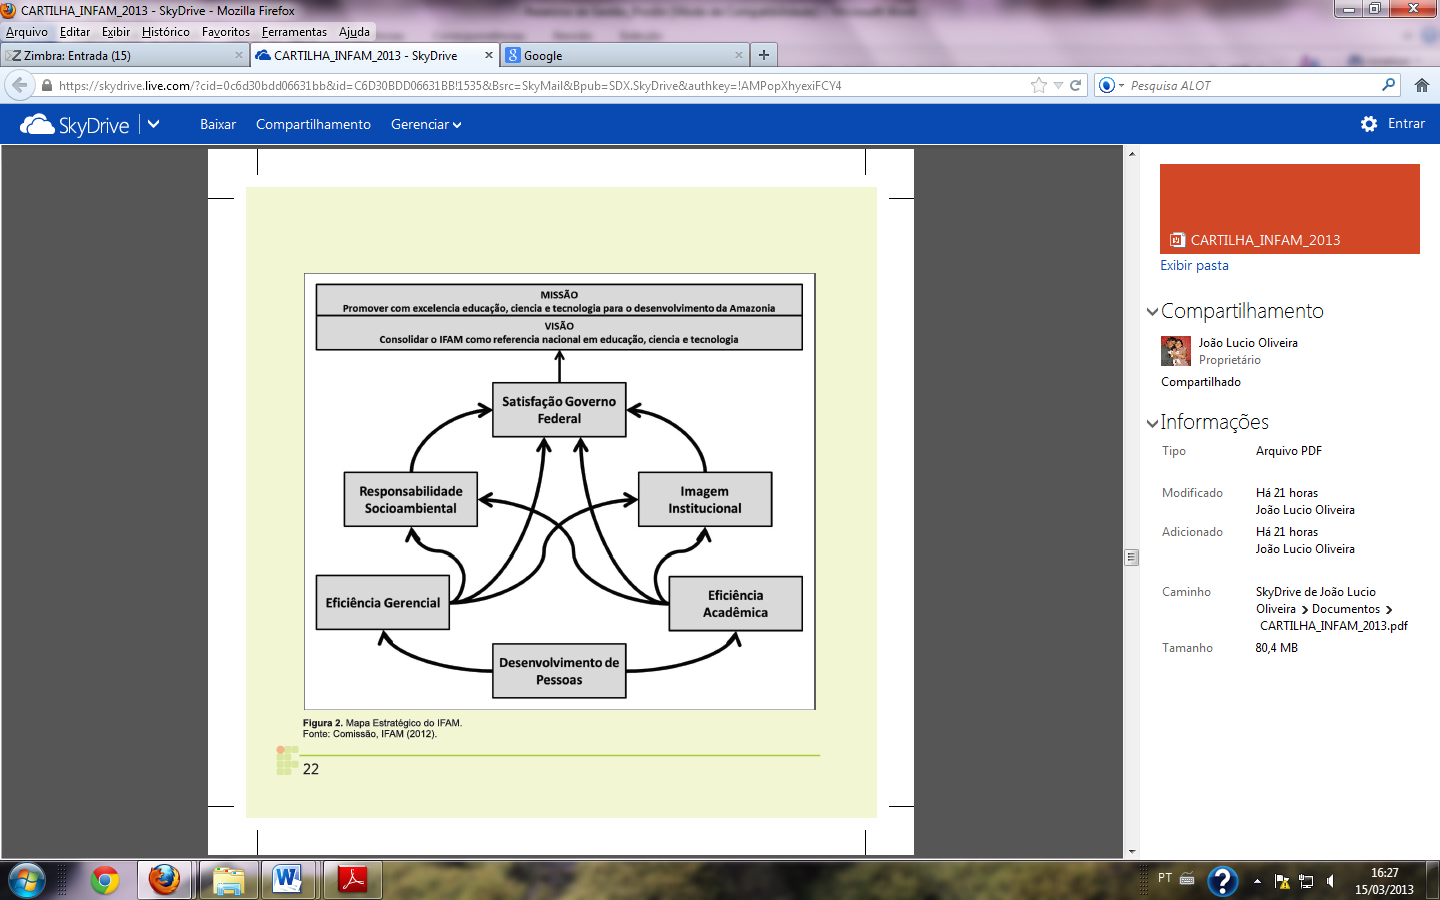 CARTILHA_INFAM_2013 - SkyDrive - Mozilla Firefox
Arquivo Editar Exibir Histórico Favoritos Ferramentas Ajuda
Zimbra: Entrada (15)
CARTILHA_INFAM_2013 - SkyDrive
Google
https://skydrive.live.com/?cid=0c6d30bdd06631bb&id=C6D30BDD06631BB!1535&Bsrc=SkyMail&Bpub=SDX.SkyDrive&authkey=!AMPopXhyexiFCY4
Pesquisa ALOT
SkyDrive
Baixar Compartilhamento Gerenciar
Entrar
MISSÃO
Promover com excelencia educação, ciencia e tecnologia para o desenvolvimento da Amazonia
VISÃO
Consolidar o IFAM como referencia nacional em educação, ciencia e tecnologia
Satisfação Governo
Federal
Responsabilidade
Socioambiental
Imagem
Institucional
Eficiência Gerencial
Eficiência
Acadêmica
Desenvolvimento de
Pessoas
Figura 2. Mapa Estratégico do IFAM.
Fonte: Comissão, IFAM (2012).
22
CARTILHA_INFAM_2013
Exibir pasta
Compartilhamento
João Lucio Oliveira
Proprietário
Compartilhado
Informações
Tipo Arquivo PDF
Modificado Há 21 horas
João Lucio Oliveira
Adicionado Há 21 horas
João Lucio Oliveira
Caminho SkyDrive de João Lucio
Oliveira > Documentos >
CARTILHA_INFAM_2013.pdf
Tamanho 80,4 MB
PT
16:27
15/03/2013